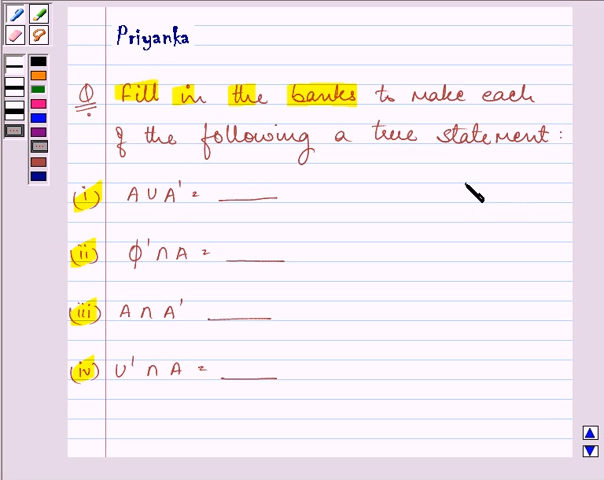 Priyanka
Q Fill in the banks to make each
of the following a true statement :
(i) A ∪ A' = ____
(ii) ϕ' ∩ A = ____
(iii) A ∩ A' ____
(iv) U' ∩ A = ____